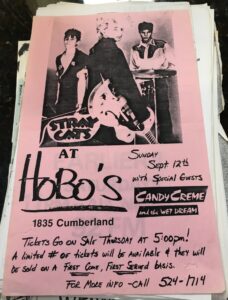 STRAY CATS
AT
HOBO'S
1835 Cumberland
SUNDAY
SEPT 12th
WITH SPECIAL GUESTS
CANDY CREME
and the WET DREAM
TICKETS GO ON SALE THURSDAY AT 5:00pm!
A LIMITED # OF TICKETS WILL BE AVAILABLE & THEY WILL
BE SOLD ON A FIRST COME, FIRST SERVED BASIS.
FOR MORE INFO - CALL 524-1714